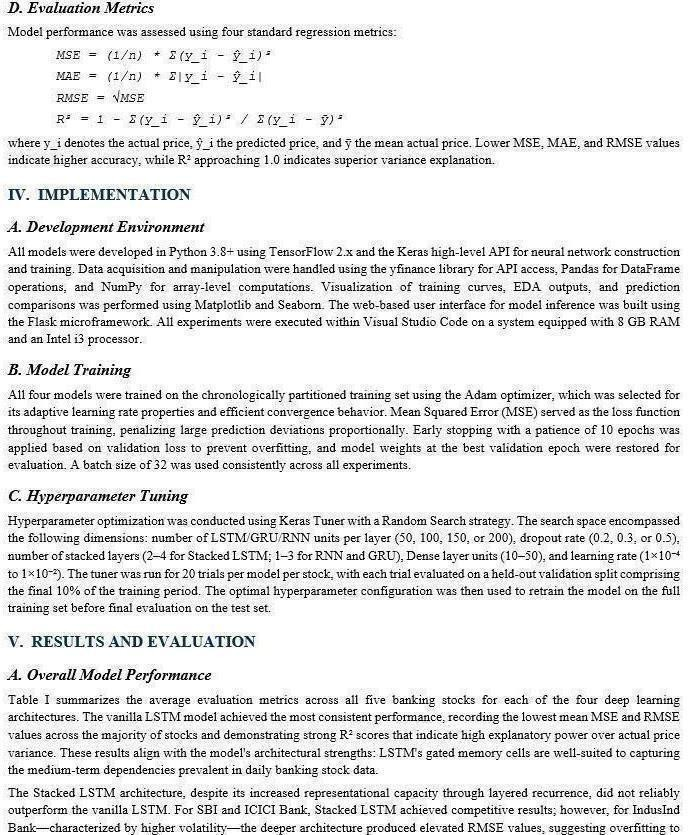 D. Evaluation Metrics
Model performance was assessed using four standard regression metrics:
MSE = (1/n) * Σ(y_i - ŷ_i)²
MAE = (1/n) * Σ|y_i - ŷ_i|
RMSE = √MSE
R² = 1 - Σ(y_i - ŷ_i)² / Σ(y_i - ȳ)²
where y_i denotes the actual price, ŷ_i the predicted price, and ȳ the mean actual price. Lower MSE, MAE, and RMSE values
indicate higher accuracy, while R² approaching 1.0 indicates superior variance explanation.
IV. IMPLEMENTATION
A. Development Environment
All models were developed in Python 3.8+ using TensorFlow 2.x and the Keras high-level API for neural network construction
and training. Data acquisition and manipulation were handled using the yfinance library for API access, Pandas for DataFrame
operations, and NumPy for array-level computations. Visualization of training curves, EDA outputs, and prediction
comparisons was performed using Matplotlib and Seaborn. The web-based user interface for model inference was built using
the Flask microframework. All experiments were executed within Visual Studio Code on a system equipped with 8 GB RAM
and an Intel i3 processor.
B. Model Training
All four models were trained on the chronologically partitioned training set using the Adam optimizer, which was selected for
its adaptive learning rate properties and efficient convergence behavior. Mean Squared Error (MSE) served as the loss function
throughout training, penalizing large prediction deviations proportionally. Early stopping with a patience of 10 epochs was
applied based on validation loss to prevent overfitting, and model weights at the best validation epoch were restored for
evaluation. A batch size of 32 was used consistently across all experiments.
C. Hyperparameter Tuning
Hyperparameter optimization was conducted using Keras Tuner with a Random Search strategy. The search space encompassed
the following dimensions: number of LSTM/GRU/RNN units per layer (50, 100, 150, or 200), dropout rate (0.2, 0.3, or 0.5),
number of stacked layers (2–4 for Stacked LSTM; 1–3 for RNN and GRU), Dense layer units (10–50), and learning rate (1×10⁻⁴
to 1×10⁻²). The tuner was run for 20 trials per model per stock, with each trial evaluated on a held-out validation split comprising
the final 10% of the training period. The optimal hyperparameter configuration was then used to retrain the model on the full
training set before final evaluation on the test set.
V. RESULTS AND EVALUATION
A. Overall Model Performance
Table I summarizes the average evaluation metrics across all five banking stocks for each of the four deep learning
architectures. The vanilla LSTM model achieved the most consistent performance, recording the lowest mean MSE and RMSE
values across the majority of stocks and demonstrating strong R² scores that indicate high explanatory power over actual price
variance. These results align with the model's architectural strengths: LSTM's gated memory cells are well-suited to capturing
the medium-term dependencies prevalent in daily banking stock data.
The Stacked LSTM architecture, despite its increased representational capacity through layered recurrence, did not reliably
outperform the vanilla LSTM. For SBI and ICICI Bank, Stacked LSTM achieved competitive results; however, for IndusInd
Bank—characterized by higher volatility—the deeper architecture produced elevated RMSE values, suggesting overfitting to